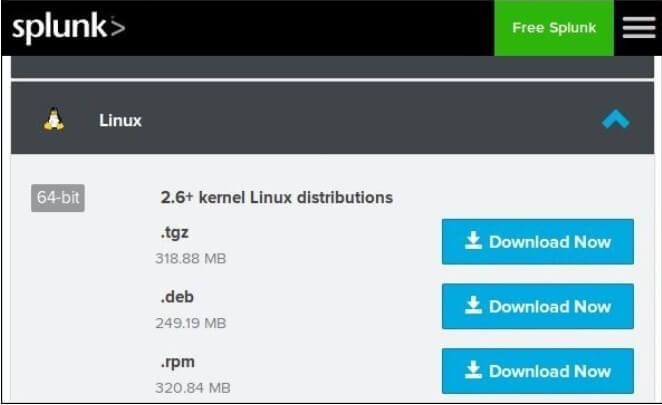 splunk>
Free Splunk
Linux
64-bit
2.6+ kernel Linux distributions
.tgz
318.88 MB
Download Now
.deb
249.19 MB
Download Now
.rpm
320.84 MB
Download Now